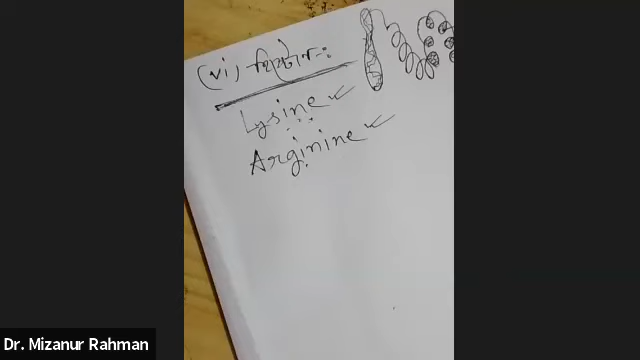 (vi) হিস্টোন :-
Lysine
Arginine
Dr. Mizanur Rahman